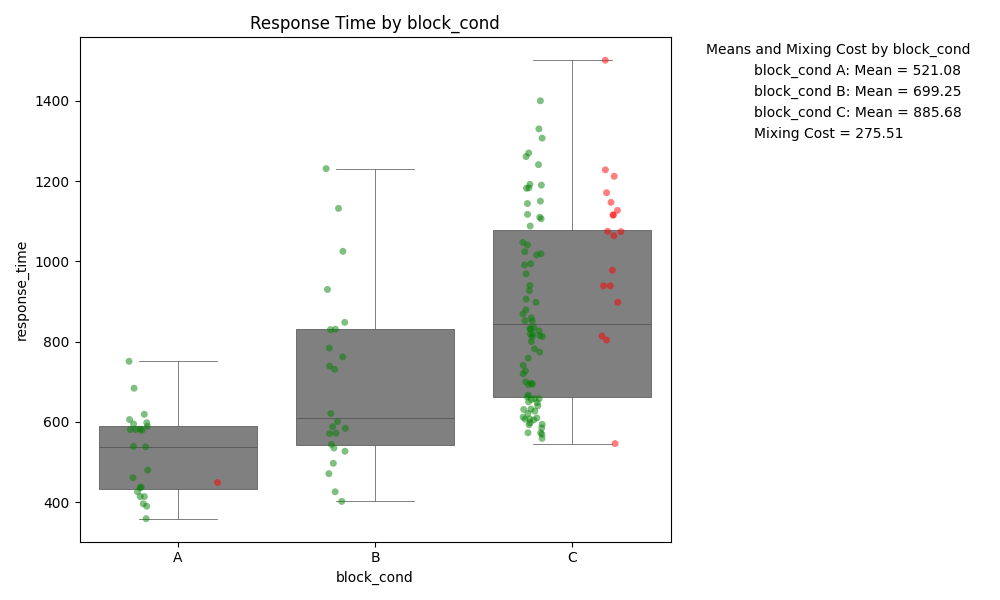 Response Time by block_cond
Means and Mixing Cost by block_cond
block_cond A: Mean = 521.08
block_cond B: Mean = 699.25
block_cond C: Mean = 885.68
Mixing Cost = 275.51
response_time
1400
1200
1000
800
600
400
A B C
block_cond